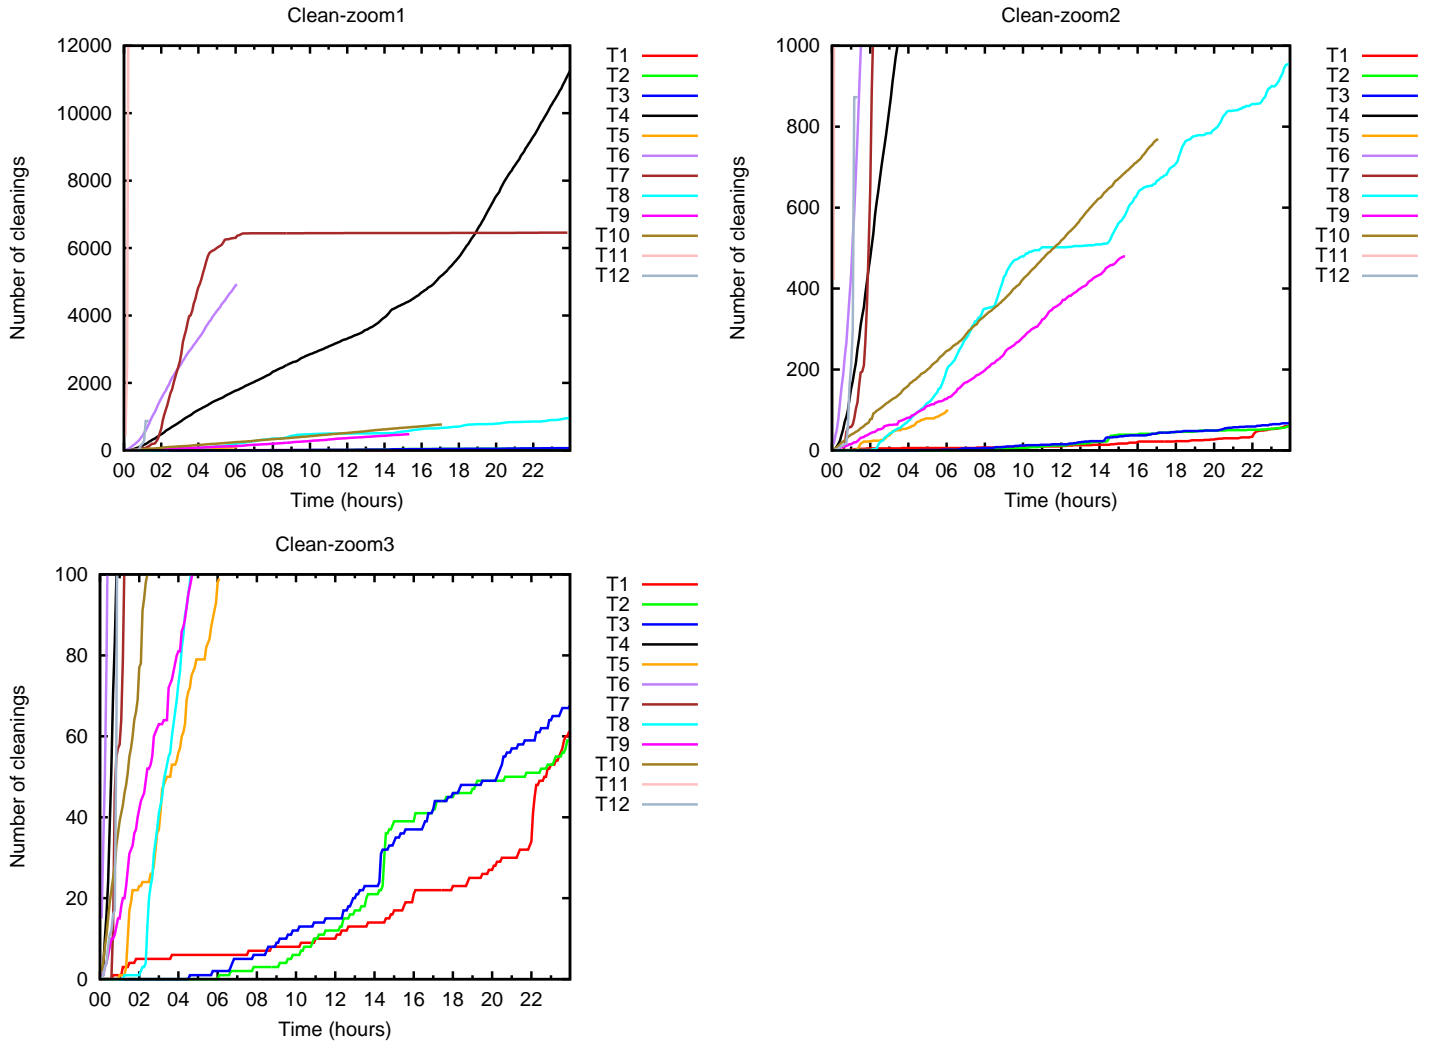 Clean-zoom1
Number of cleanings
12000
10000
8000
6000
4000
2000
0
00 02 04 06 08 10 12 14 16 18 20 22
Time (hours)
T1
T2
T3
T4
T5
T6
T7
T8
T9
T10
T11
T12
Clean-zoom2
Number of cleanings
1000
800
600
400
200
0
00 02 04 06 08 10 12 14 16 18 20 22
Time (hours)
T1
T2
T3
T4
T5
T6
T7
T8
T9
T10
T11
T12
Clean-zoom3
Number of cleanings
100
80
60
40
20
0
00 02 04 06 08 10 12 14 16 18 20 22
Time (hours)
T1
T2
T3
T4
T5
T6
T7
T8
T9
T10
T11
T12